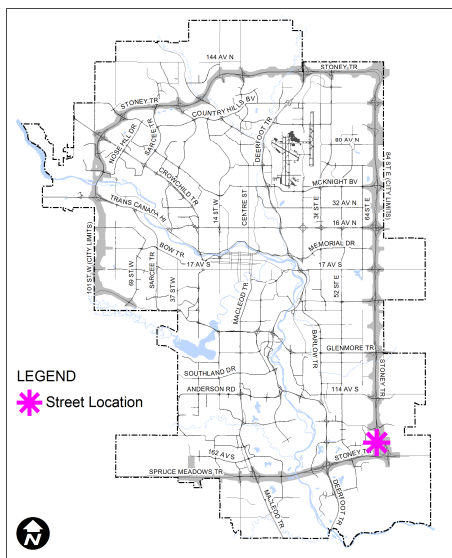 144 AV N
STONEY TR
STONEY TR
COUNTRY HILLS BV
NOSE HILL DR
SARCEE TR
DEERFOOT TR
80 AV N
CROWCHILD TR
84 ST E (CITY LIMITS)
MCKNIGHT BV
TRANS CANADA HI
14 ST W
CENTRE ST
36 ST E
32 AV N
64 ST E
16 AV N
MEMORIAL DR
BOW TR
17 AV S
17 AV S
101 ST W (CITY LIMITS)
69 ST W
SARCEE TR
37 ST W
52 ST E
MACLEOD TR
BARLOW TR
GLENMORE TR
STONEY TR
LEGEND
SOUTHLAND DR
Street Location
ANDERSON RD
114 AV S
162 AV S
STONEY TR
SPRUCE MEADOWS TR
MACLEOD TR
DEERFOOT TR
N